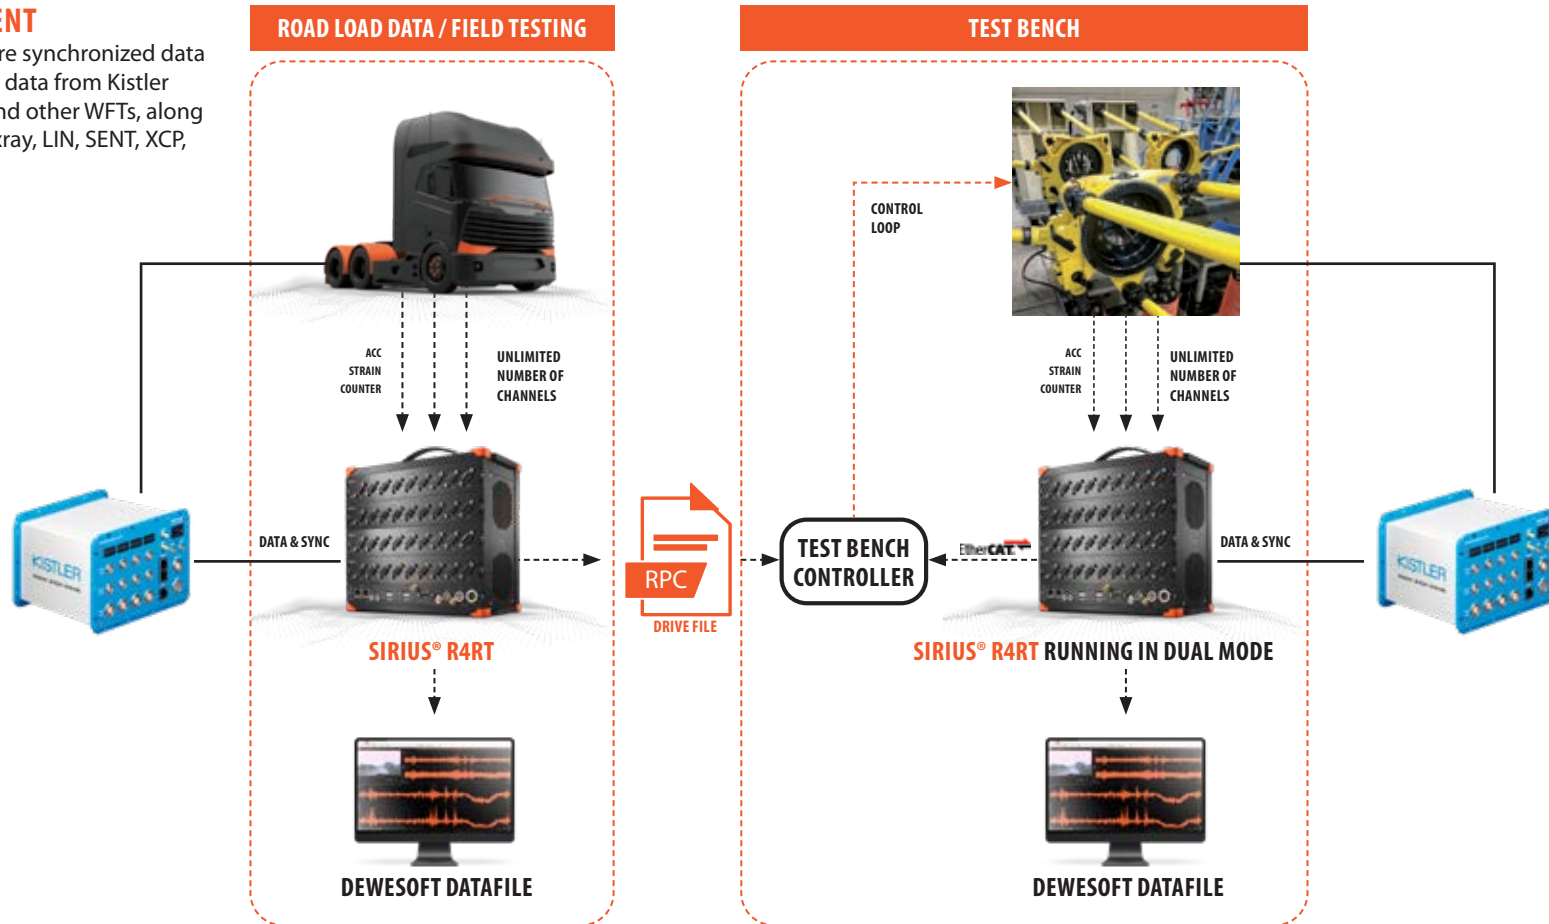 ENT
re synchronized data
data from Kistler
nd other WFTs, along
xray, LIN, SENT, XCP,
ROAD LOAD DATA / FIELD TESTING
TEST BENCH
CONTROL
LOOP
ACC
STRAIN
COUNTER
UNLIMITED
NUMBER OF
CHANNELS
ACC
STRAIN
COUNTER
UNLIMITED
NUMBER OF
CHANNELS
KISTLER
DATA & SYNC
RPC
DRIVE FILE
TEST BENCH
CONTROLLER
EtherCAT
DATA & SYNC
KISTLER
SIRIUS® R4RT
SIRIUS® R4RT RUNNING IN DUAL MODE
DEWESOFT DATAFILE
DEWESOFT DATAFILE